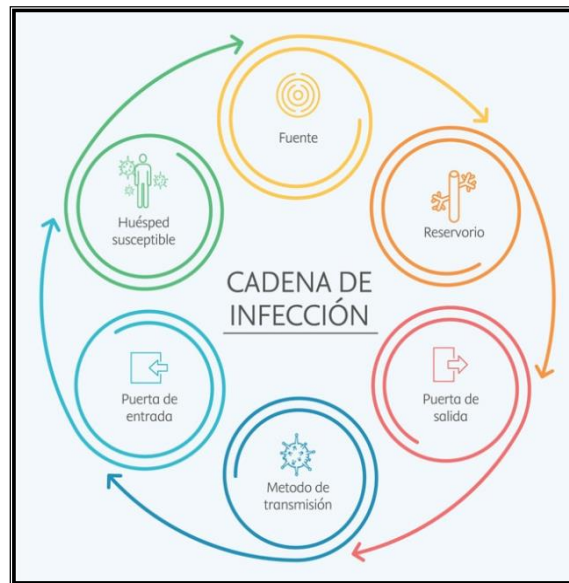 Fuente
Reservorio
Puerta de
salida
Metodo de
transmisión
Puerta de
entrada
Huésped
susceptible
CADENA DE
INFECCIÓN